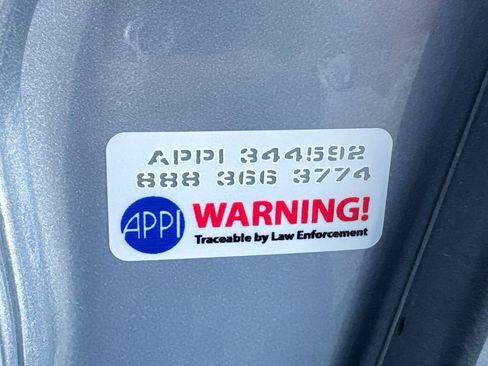 APPI 344592
888 366 3774
APPI WARNING!
Traceable by Law Enforcement